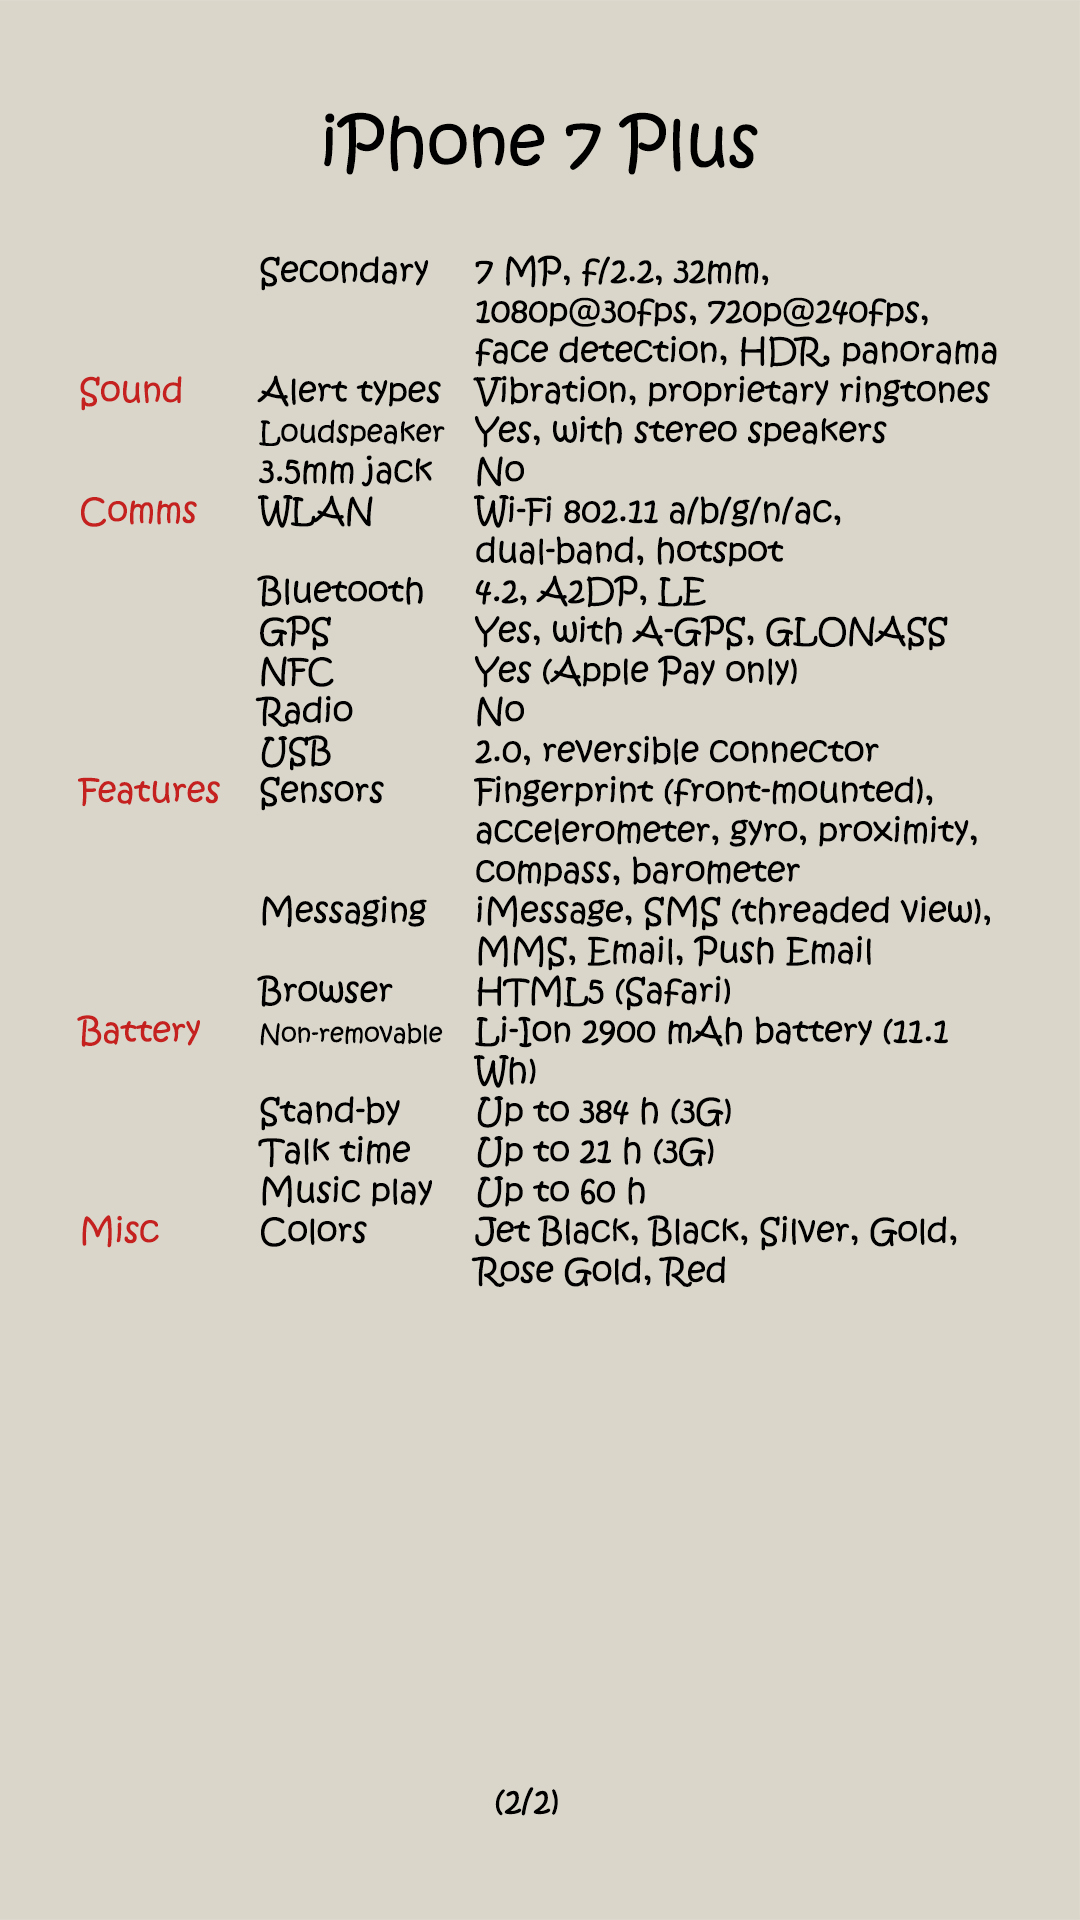 iPhone 7 Plus
Secondary 7 MP, f/2.2, 32mm,
1080p@30fps, 720p@240fps,
face detection, HDR, panorama
Sound Alert types Vibration, proprietary ringtones
Loudspeaker Yes, with stereo speakers
3.5mm jack No
Comms WLAN Wi-Fi 802.11 a/b/g/n/ac,
dual-band, hotspot
Bluetooth 4.2, A2DP, LE
GPS Yes, with A-GPS, GLONASS
NFC Yes (Apple Pay only)
Radio No
USB 2.0, reversible connector
Features Sensors Fingerprint (front-mounted),
accelerometer, gyro, proximity,
compass, barometer
Messaging iMessage, SMS (threaded view),
MMS, Email, Push Email
Browser HTML5 (Safari)
Battery Non-removable Li-Ion 2900 mAh battery (11.1
Wh)
Stand-by Up to 384 h (3G)
Talk time Up to 21 h (3G)
Music play Up to 60 h
Misc Colors Jet Black, Black, Silver, Gold,
Rose Gold, Red
(2/2)